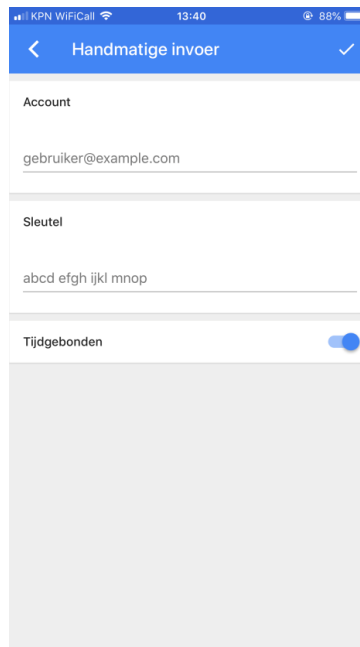 KPN WiFiCall 13:40 88%
Handmatige invoer
Account
gebruiker@example.com
Sleutel
abcd efgh ijkl mnop
Tijdgebonden